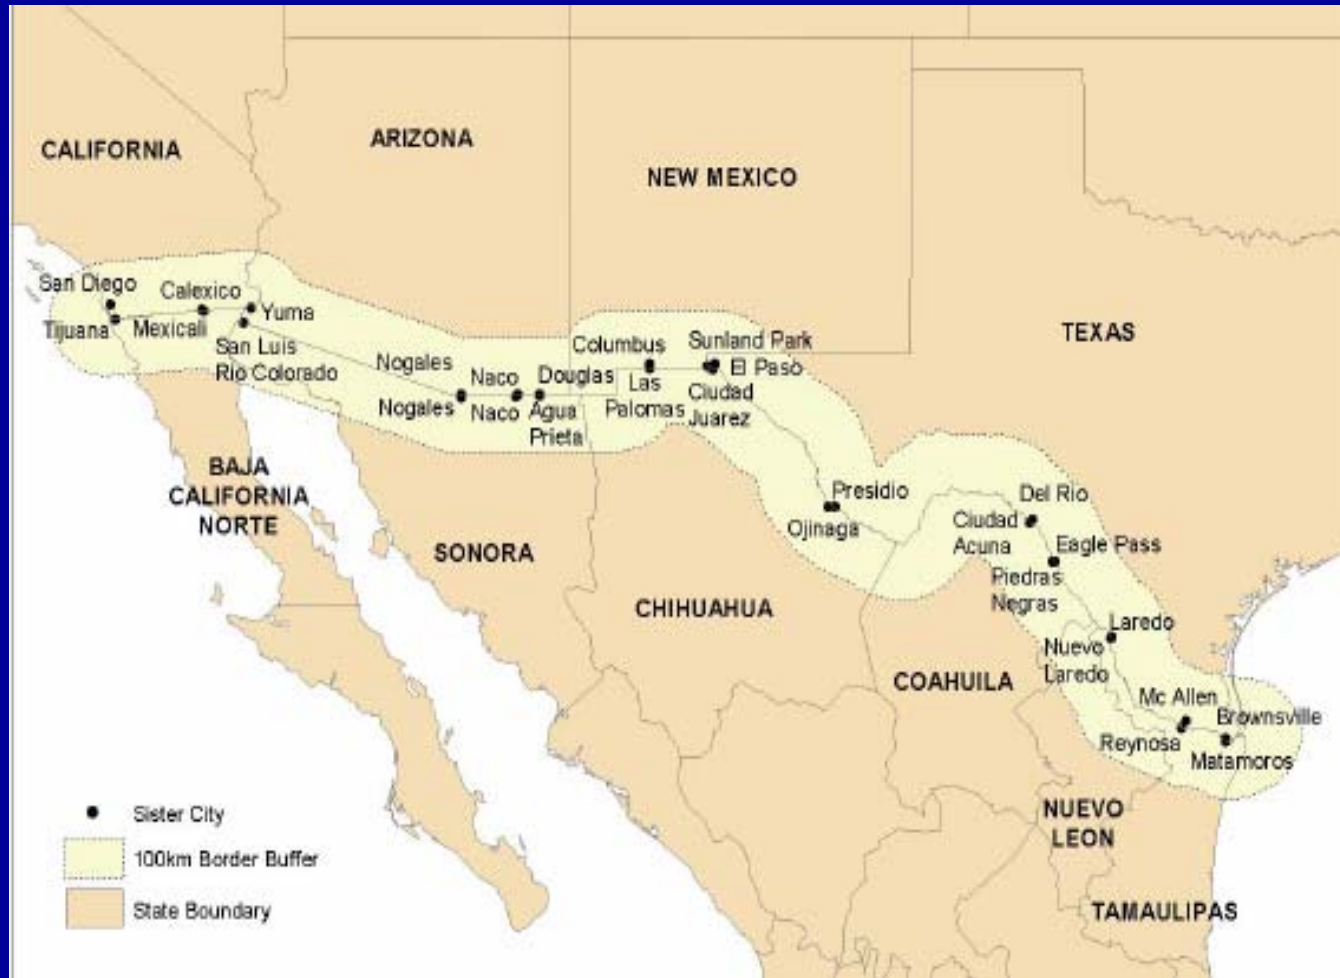 CALIFORNIA
ARIZONA
NEW MEXICO
TEXAS
San Diego
Tijuana
Calexico
Mexicali
Yuma
San Luis
Rio Colorado
Nogales
Nogales
Naco
Naco
Douglas
Agua
Prieta
Columbus
Las
Palomas
Sunland Park
El Paso
Ciudad
Juarez
Presidio
Ojinaga
Del Rio
Ciudad
Acuna
Eagle Pass
Piedras
Negras
Laredo
Nuevo
Laredo
Mc Allen
Reynosa
Brownsville
Matamoros
BAJA
CALIFORNIA
NORTE
SONORA
CHIHUAHUA
COAHUILA
NUEVO
LEON
TAMAULIPAS
Sister City
100km Border Buffer
State Boundary